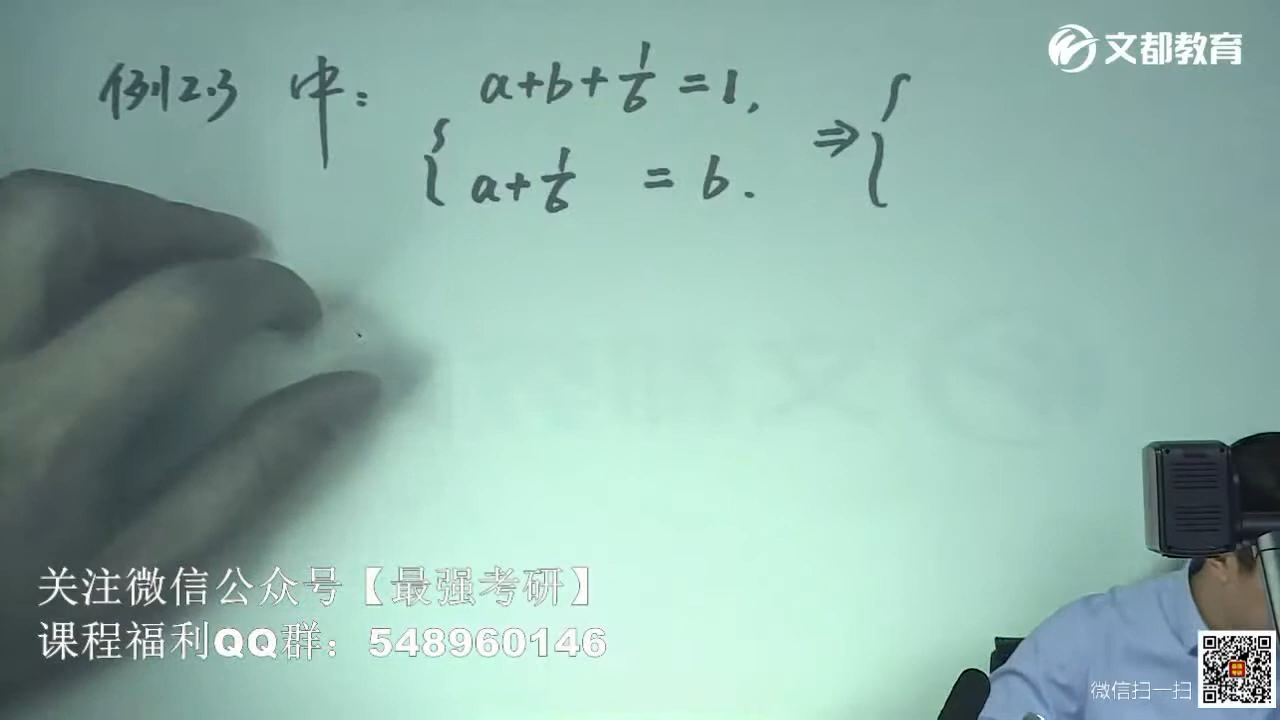 文都教育
例2.3 中: a+b+1/6=1,
{ a+1/6 = b. ⇒ {
关注微信公众号【最强考研】
课程福利QQ群：548960146
微信扫一扫